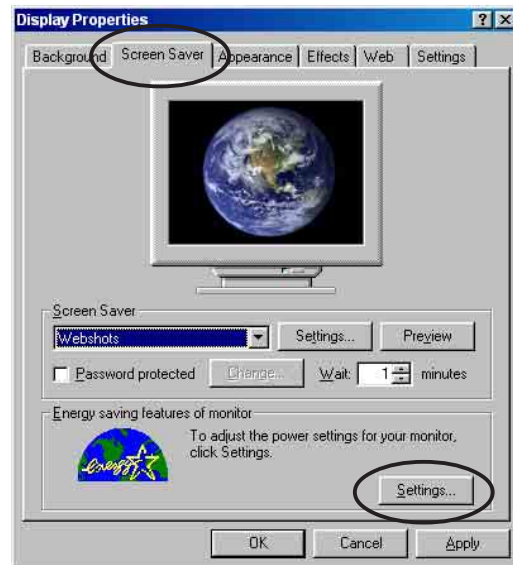 Display Properties
Background Screen Saver Appearance Effects Web Settings
Screen Saver
Webshots Settings... Preview
Password protected Change... Wait: 1 minutes
Energy saving features of monitor
energy
To adjust the power settings for your monitor,
click Settings.
Settings...
OK Cancel Apply